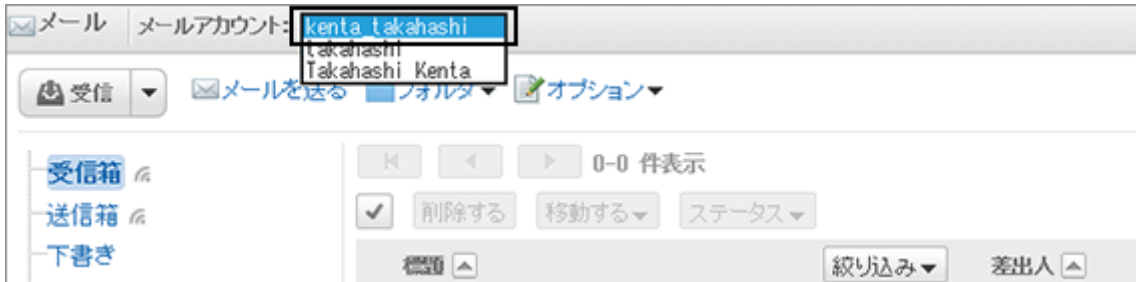 メール メールアカウント: kenta_takahashi
takahashi
Takahashi Kenta
受信 メールを送る フォルダ オプション
受信箱 0-0 件表示
送信箱 削除する 移動する ステータス
下書き 標題 絞り込み 差出人